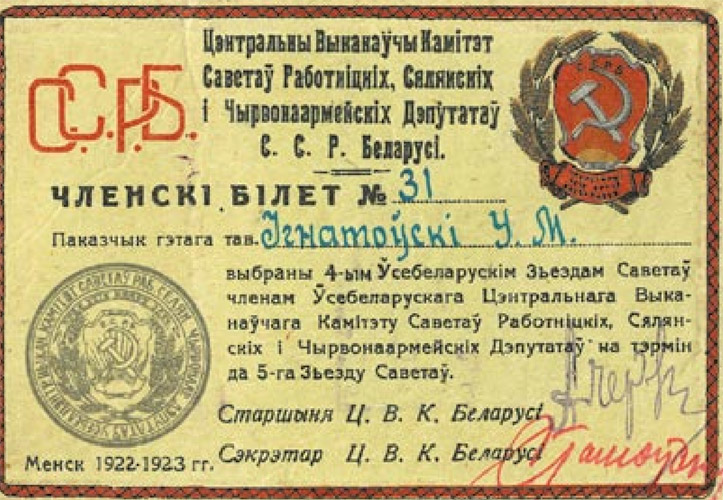 С.С.Р.Б.
Цэнтральны Выканаўчы Камітэт
Саветаў Работніцкіх, Сялянскіх
і Чырвонаармейскіх Дэпутатаў
С. С. Р. Беларусі.
С С Р Б
ЧЛЕНСКІ БІЛЕТ № 31
Паказчык гэтага тав. Ігнатоўскі У. М.
выбраны 4-ым Ўсебеларускім Зьездам Саветаў
членам Ўсебеларускага Цэнтральнага Выка-
наўчага Камітэту Саветаў Работніцкіх, Сялян-
скіх і Чырвонаармейскіх Дэпутатаў на тэрмін
да 5-га Зьезду Саветаў.
Старшыня Ц. В. К. Беларусі
Сэкрэтар Ц. В. К. Беларусі
Менск 1922-1923 гг.